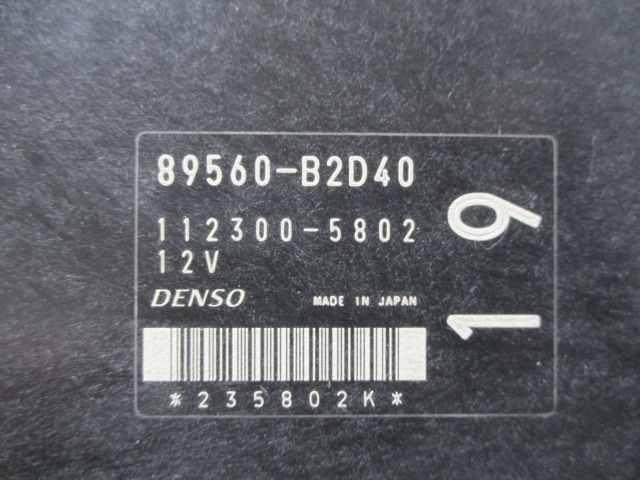 89560-B2D40
112300-5802
12V
DENSO MADE IN JAPAN
*235802K*
19